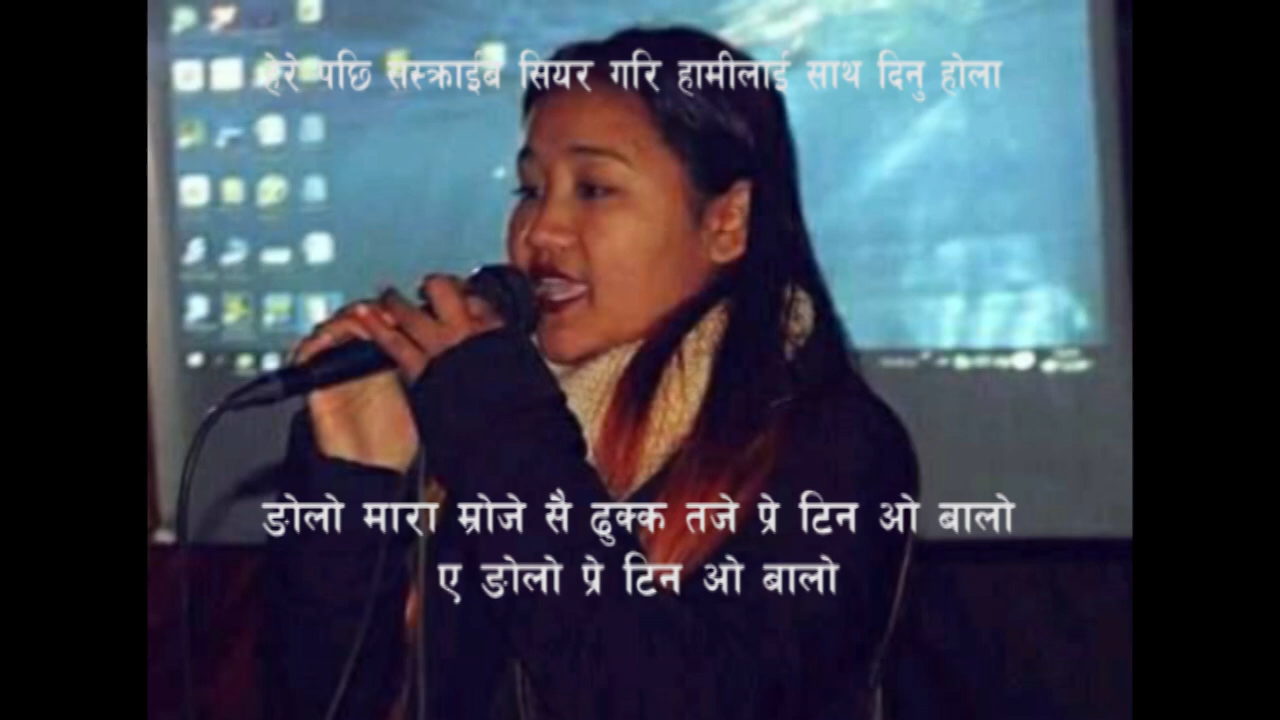 हेरे पछि सस्क्राईब सियर गरि हामीलाई साथ दिनु होला
ङोलो मारा म्रोजे सै ढुक्क तजे प्रे टिन ओ बालो
ए ङोलो प्रे टिन ओ बालो